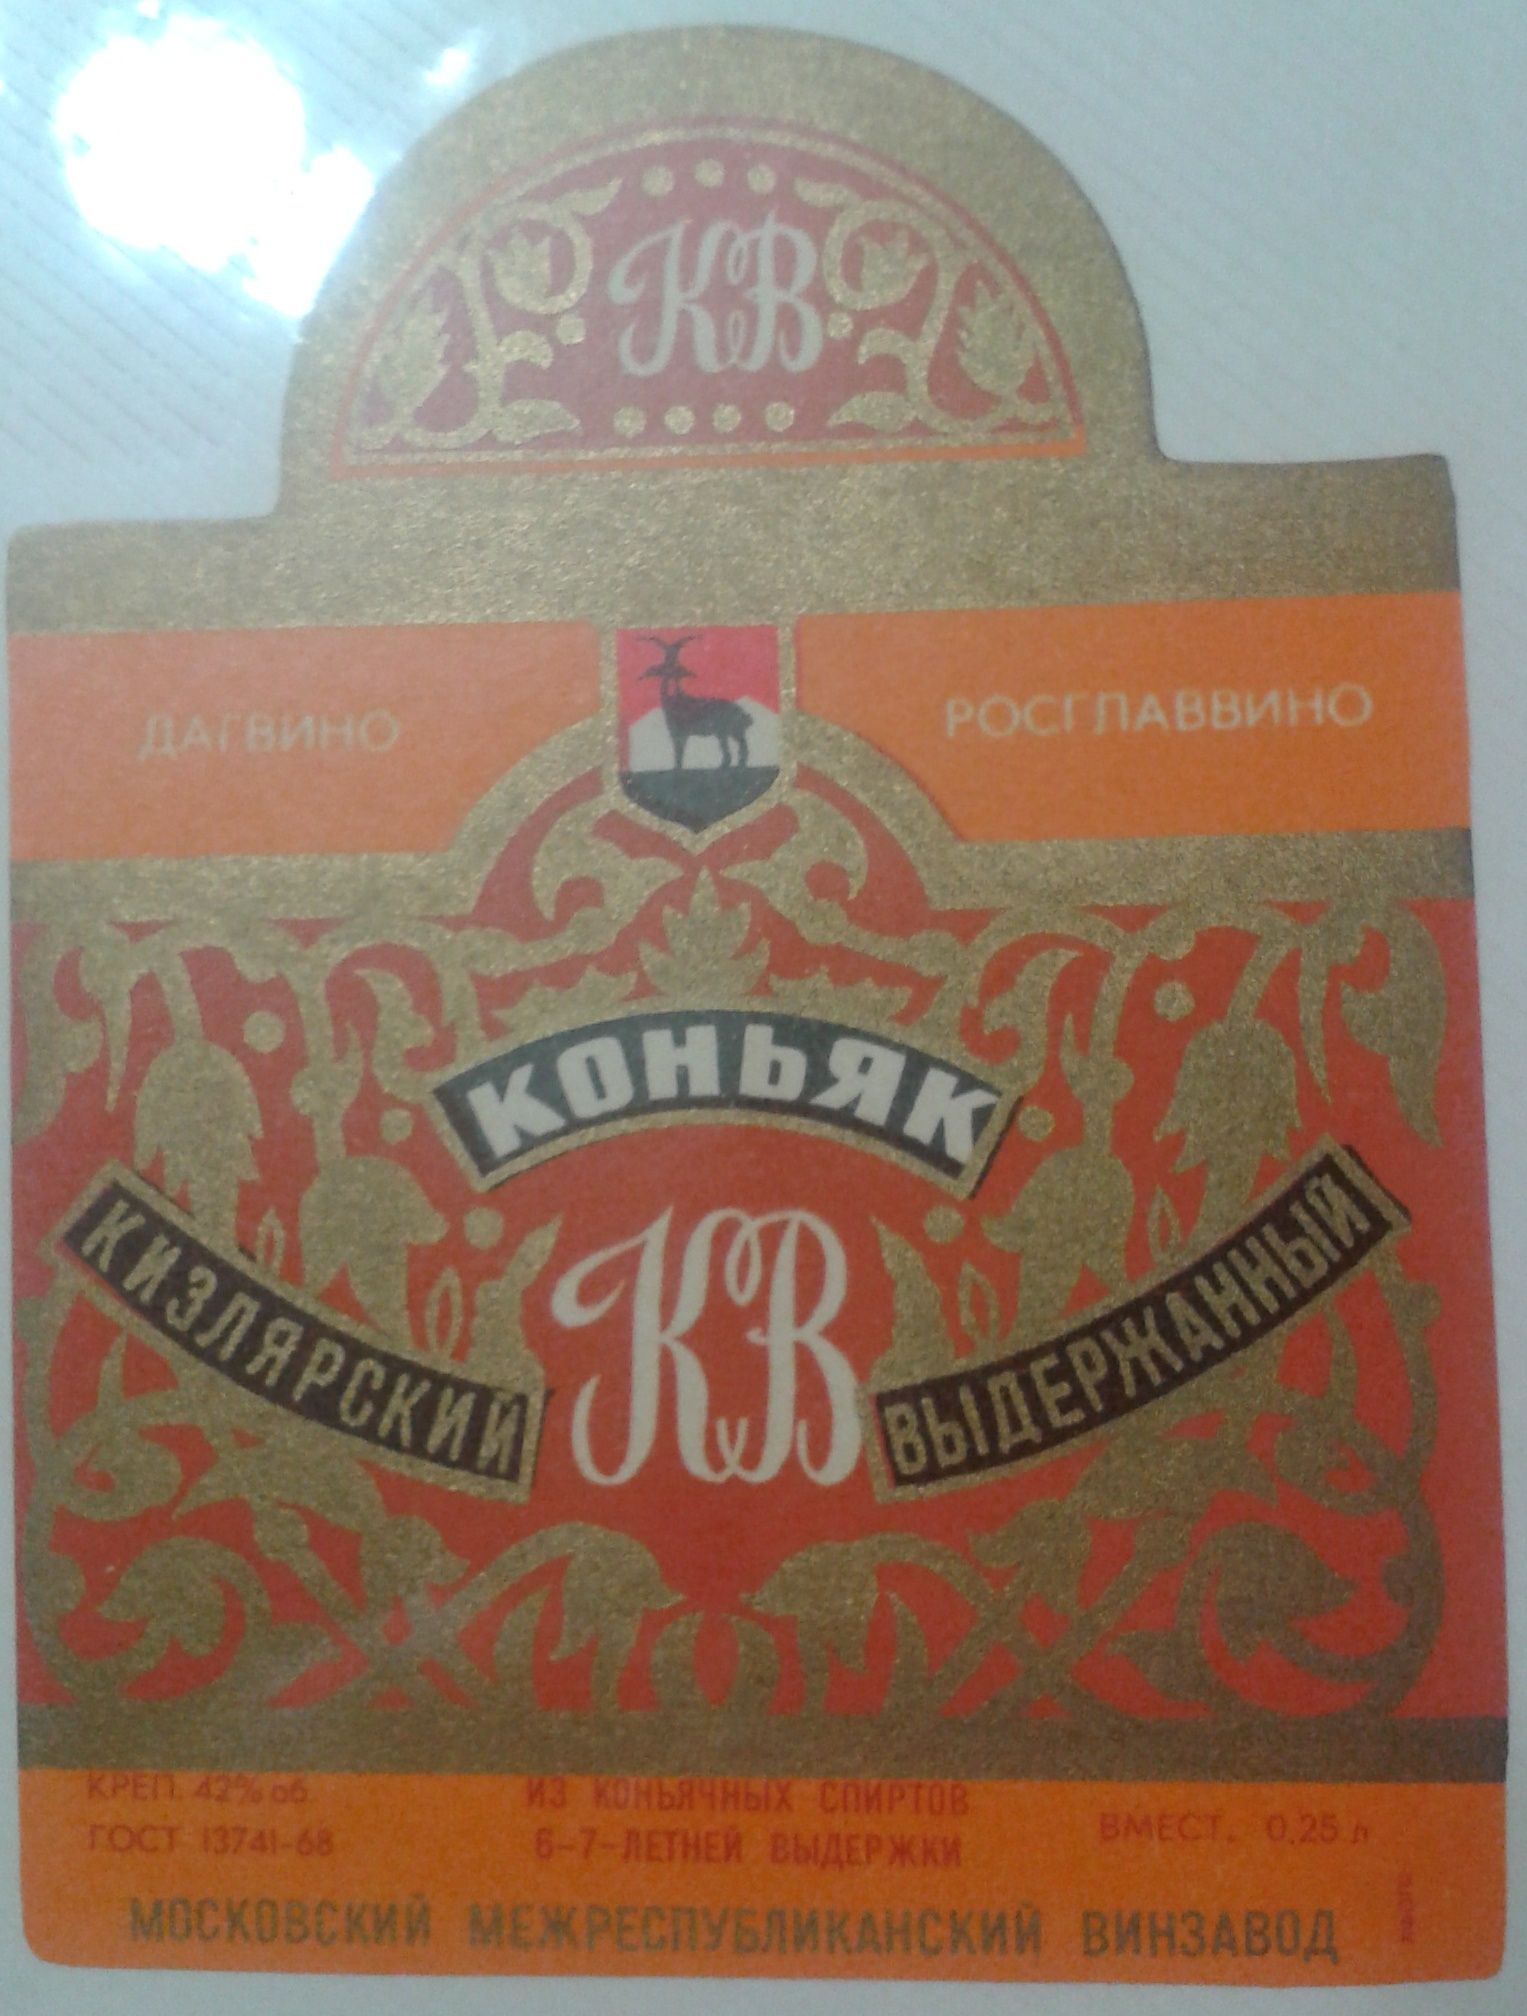 КВ
ДАГВИНО
РОСГЛАВВИНО
КОНЬЯК
КИЗЛЯРСКИЙ
КВ
ВЫДЕРЖАННЫЙ
КРЕП. 42% об
ГОСТ 13741-68
ИЗ КОНЬЯЧНЫХ СПИРТОВ
6-7-ЛЕТНЕЙ ВЫДЕРЖКИ
ВМЕСТ. 0,25 л
МОСКОВСКИЙ МЕЖРЕСПУБЛИКАНСКИЙ ВИНЗАВОД